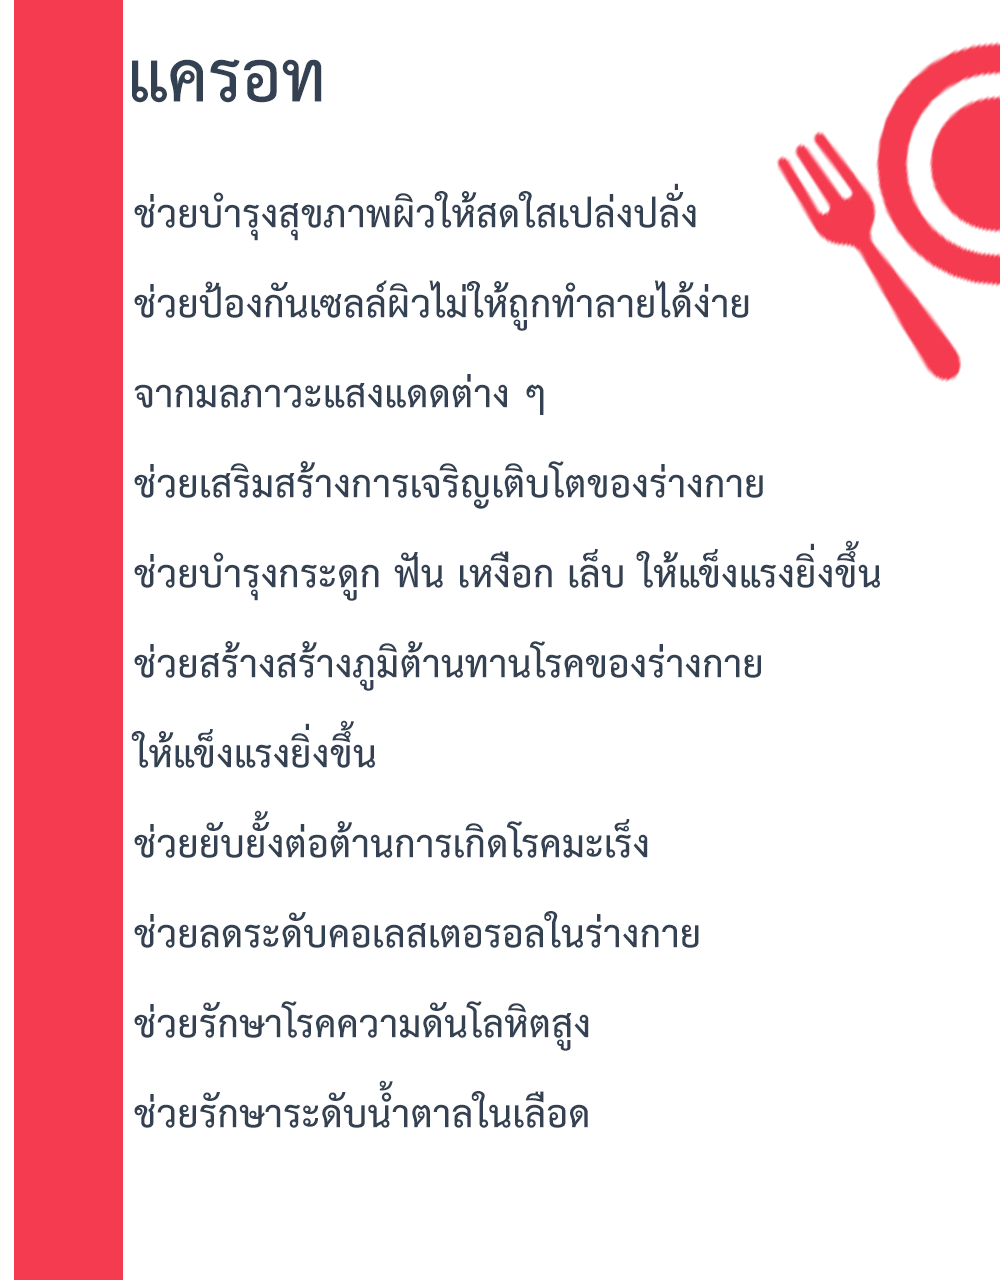 แครอท
ช่วยบำรุงสุขภาพผิวให้สดใสเปล่งปลั่ง
ช่วยป้องกันเซลล์ผิวไม่ให้ถูกทำลายได้ง่าย
จากมลภาวะแสงแดดต่าง ๆ
ช่วยเสริมสร้างการเจริญเติบโตของร่างกาย
ช่วยบำรุงกระดูก ฟัน เหงือก เล็บ ให้แข็งแรงยิ่งขึ้น
ช่วยสร้างสร้างภูมิต้านทานโรคของร่างกาย
ให้แข็งแรงยิ่งขึ้น
ช่วยยับยั้งต่อต้านการเกิดโรคมะเร็ง
ช่วยลดระดับคอเลสเตอรอลในร่างกาย
ช่วยรักษาโรคความดันโลหิตสูง
ช่วยรักษาระดับน้ำตาลในเลือด